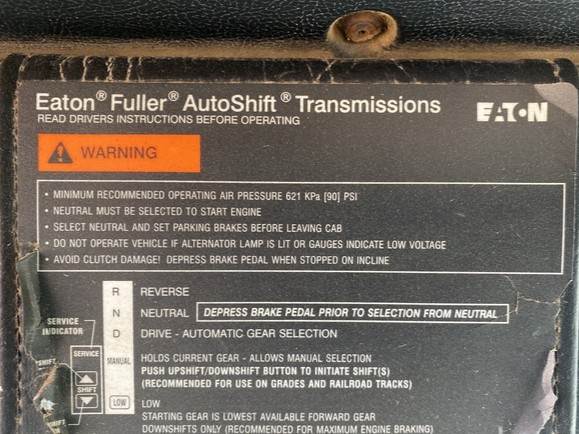 Eaton® Fuller® AutoShift® Transmissions
EATON
READ DRIVERS INSTRUCTIONS BEFORE OPERATING
WARNING
• MINIMUM RECOMMENDED OPERATING AIR PRESSURE 621 KPa [90] PSI
• NEUTRAL MUST BE SELECTED TO START ENGINE
• SELECT NEUTRAL AND SET PARKING BRAKES BEFORE LEAVING CAB
• DO NOT OPERATE VEHICLE IF ALTERNATOR LAMP IS LIT OR GAUGES INDICATE LOW VOLTAGE
• AVOID CLUTCH DAMAGE! DEPRESS BRAKE PEDAL WHEN STOPPED ON INCLINE
R REVERSE
N NEUTRAL DEPRESS BRAKE PEDAL PRIOR TO SELECTION FROM NEUTRAL
D DRIVE - AUTOMATIC GEAR SELECTION
SERVICE
INDICATOR
SERVICE
SHIFT
MANUAL HOLDS CURRENT GEAR - ALLOWS MANUAL SELECTION
PUSH UPSHIFT/DOWNSHIFT BUTTON TO INITIATE SHIFT(S)
(RECOMMENDED FOR USE ON GRADES AND RAILROAD TRACKS)
LOW LOW
STARTING GEAR IS LOWEST AVAILABLE FORWARD GEAR
DOWNSHIFTS ONLY (RECOMMENDED FOR MAXIMUM ENGINE BRAKING)